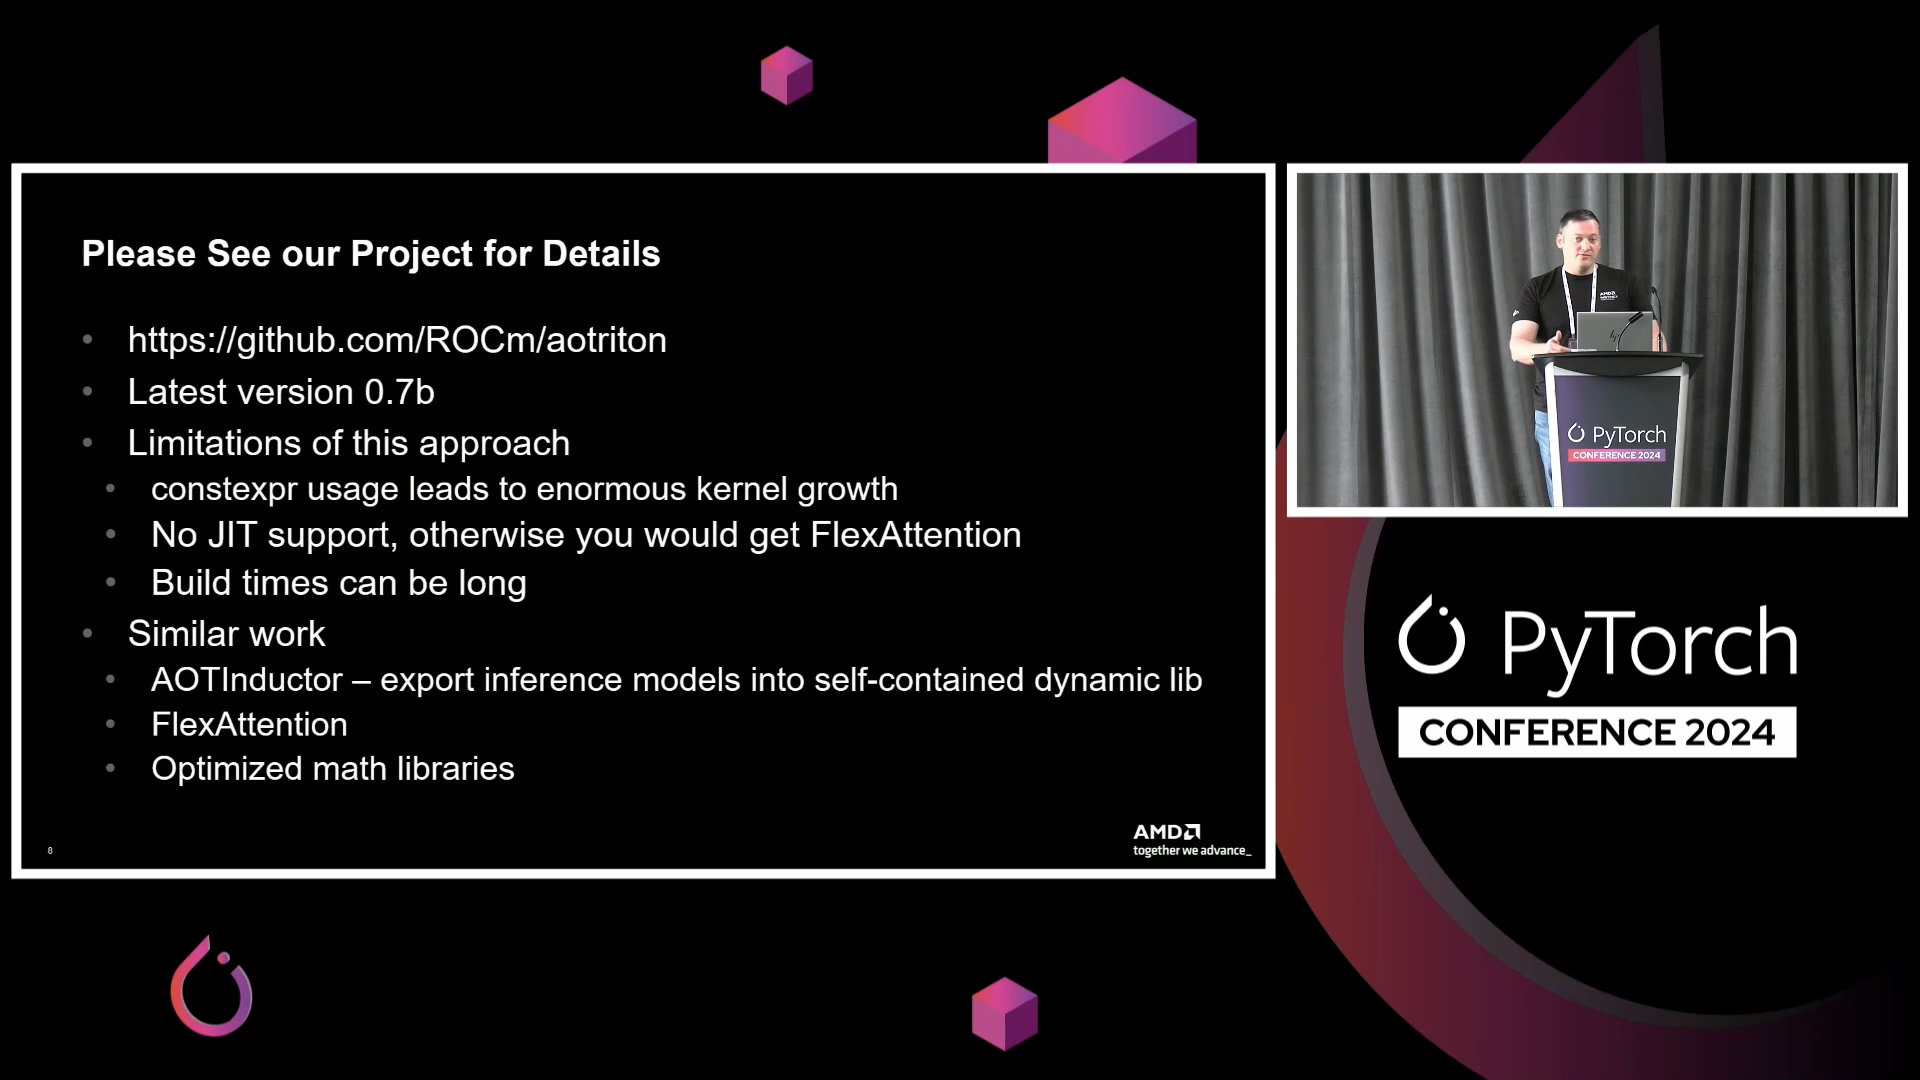 Please See our Project for Details
• https://github.com/ROCm/aotriton
• Latest version 0.7b
• Limitations of this approach
• constexpr usage leads to enormous kernel growth
• No JIT support, otherwise you would get FlexAttention
• Build times can be long
• Similar work
• AOTInductor – export inference models into self-contained dynamic lib
• FlexAttention
• Optimized math libraries
8
AMD
together we advance_
AMD
PyTorch
CONFERENCE 2024
PyTorch
CONFERENCE 2024